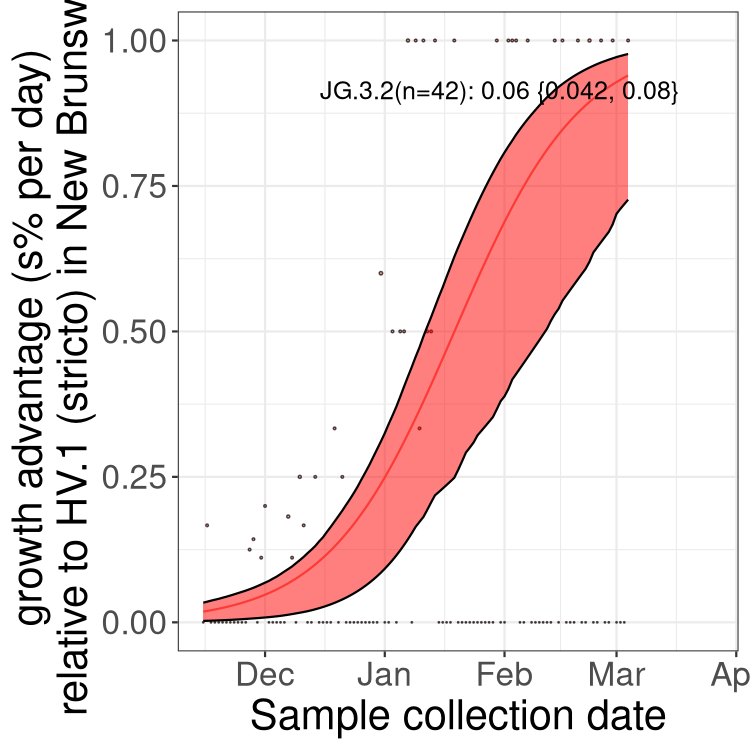 growth advantage (s% per day)
relative to HV.1 (stricto) in New Brunsw
1.00
0.75
0.50
0.25
0.00
JG.3.2(n=42): 0.06 {0.042, 0.08}
Dec Jan Feb Mar Ap
Sample collection date